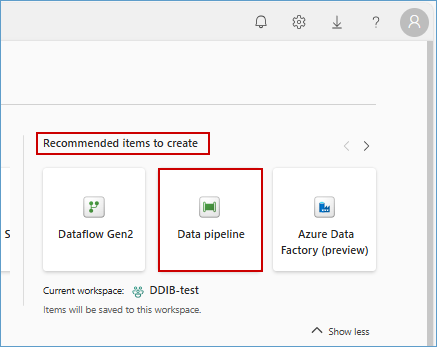 Recommended items to create
S
Dataflow Gen2
Data pipeline
Azure Data
Factory (preview)
Current workspace: DDIB-test
Items will be saved to this workspace.
Show less